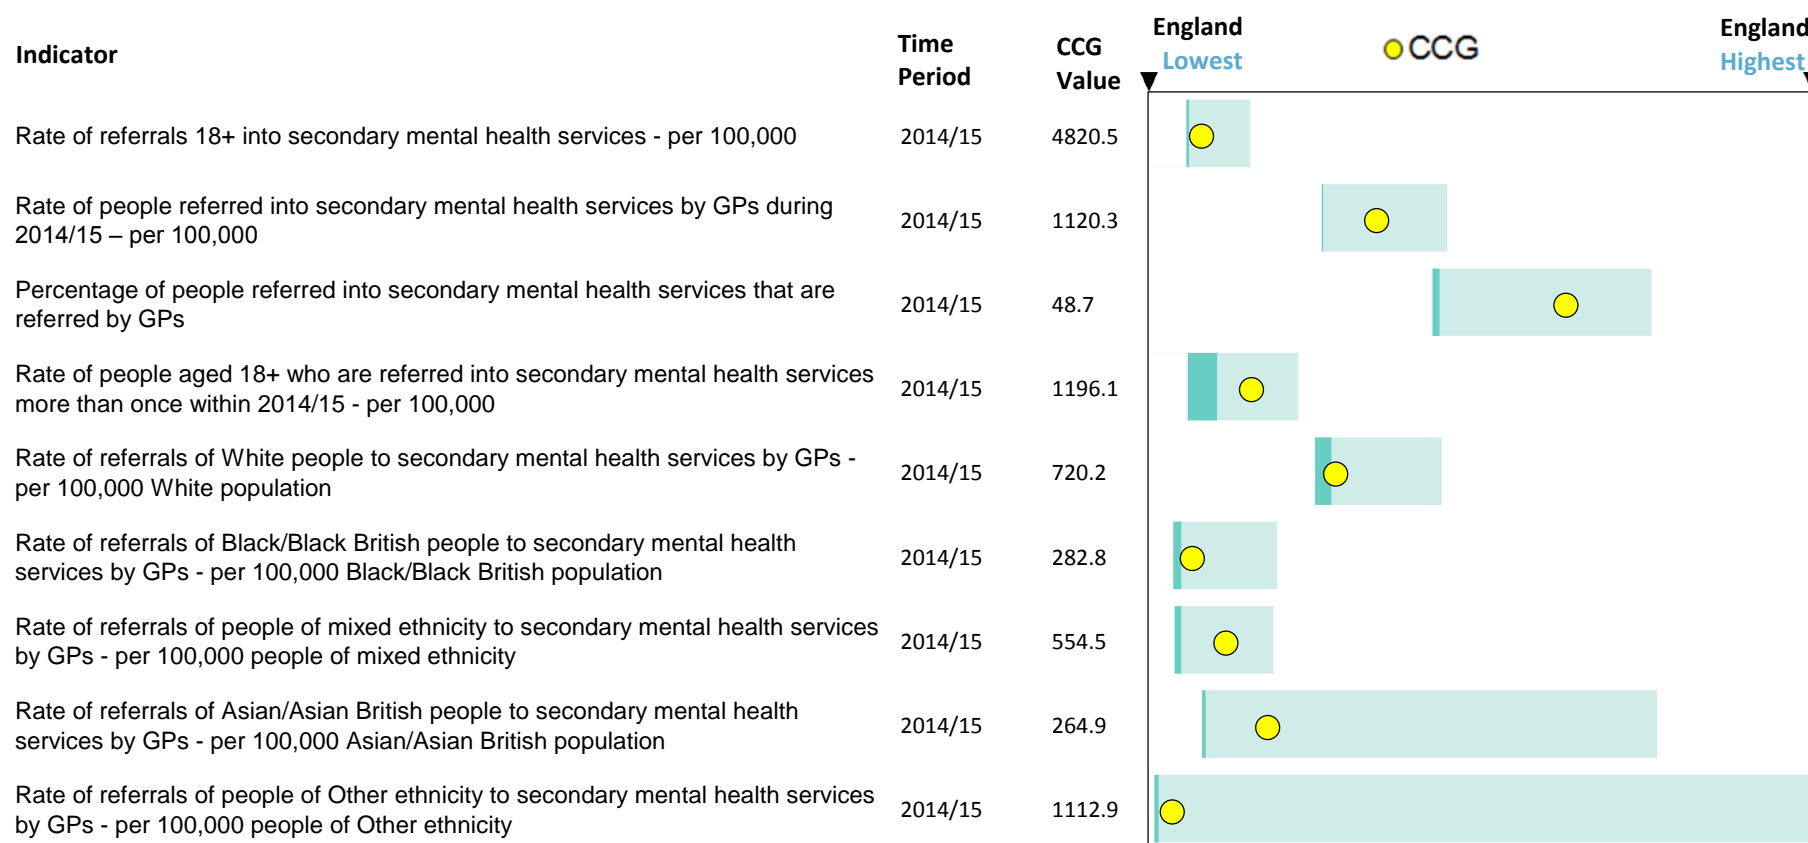 Indicator
Time Period
CCG Value
England Lowest
CCG
England Highest
Rate of referrals 18+ into secondary mental health services - per 100,000
2014/15
4820.5
Rate of people referred into secondary mental health services by GPs during
2014/15 – per 100,000
2014/15
1120.3
Percentage of people referred into secondary mental health services that are
referred by GPs
2014/15
48.7
Rate of people aged 18+ who are referred into secondary mental health services
more than once within 2014/15 - per 100,000
2014/15
1196.1
Rate of referrals of White people to secondary mental health services by GPs -
per 100,000 White population
2014/15
720.2
Rate of referrals of Black/Black British people to secondary mental health
services by GPs - per 100,000 Black/Black British population
2014/15
282.8
Rate of referrals of people of mixed ethnicity to secondary mental health services
by GPs - per 100,000 people of mixed ethnicity
2014/15
554.5
Rate of referrals of Asian/Asian British people to secondary mental health
services by GPs - per 100,000 Asian/Asian British population
2014/15
264.9
Rate of referrals of people of Other ethnicity to secondary mental health services
by GPs - per 100,000 people of Other ethnicity
2014/15
1112.9